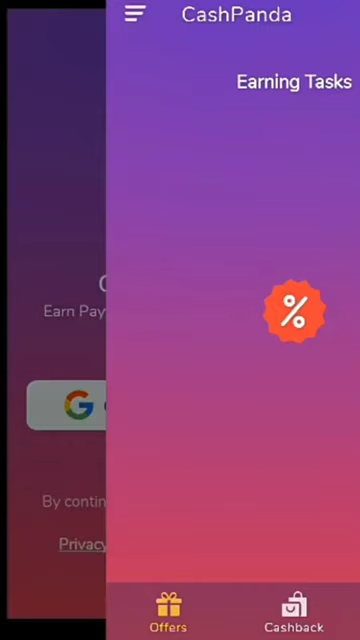 CashPanda
Earning Tasks
Earn Pay
By contin
Privacy
Offers
Cashback